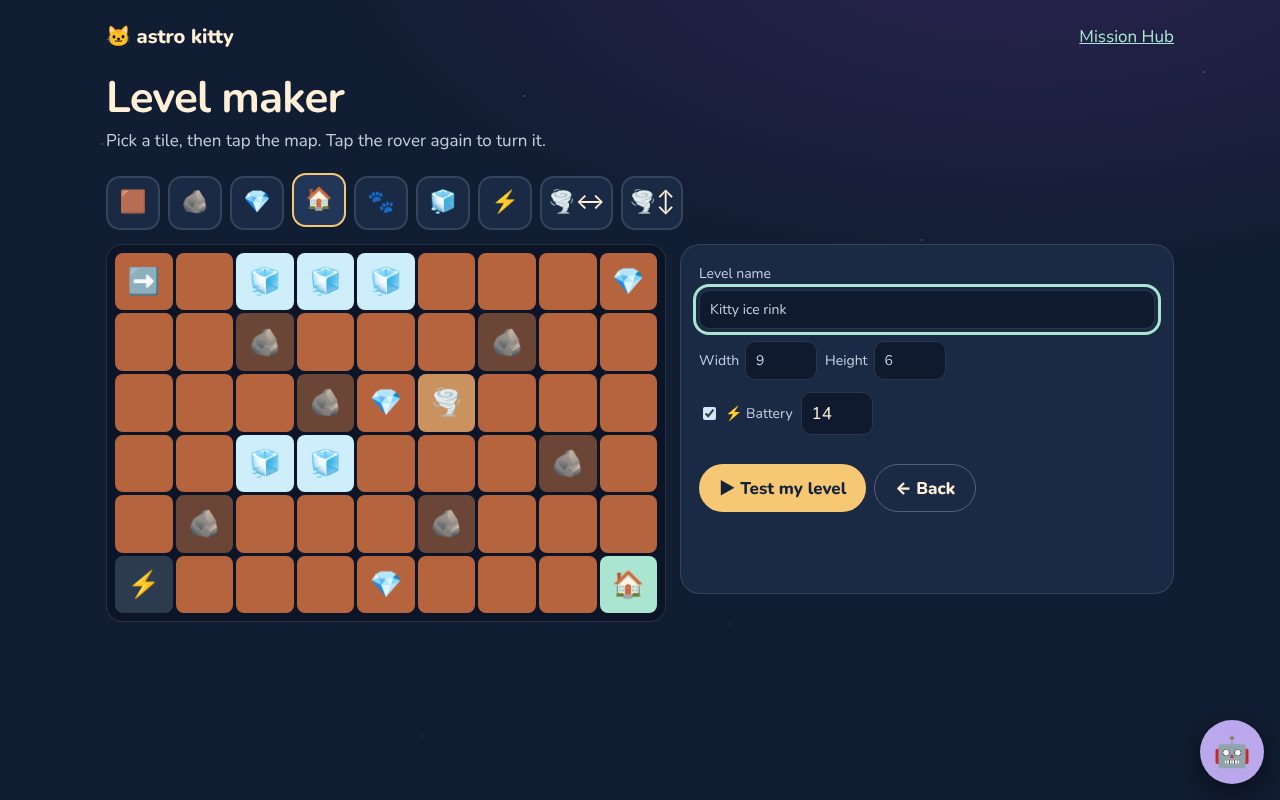 astro kitty
Mission Hub
Level maker
Pick a tile, then tap the map. Tap the rover again to turn it.
Level name
Kitty ice rink
Width 9 Height 6
Battery 14
Test my level
← Back